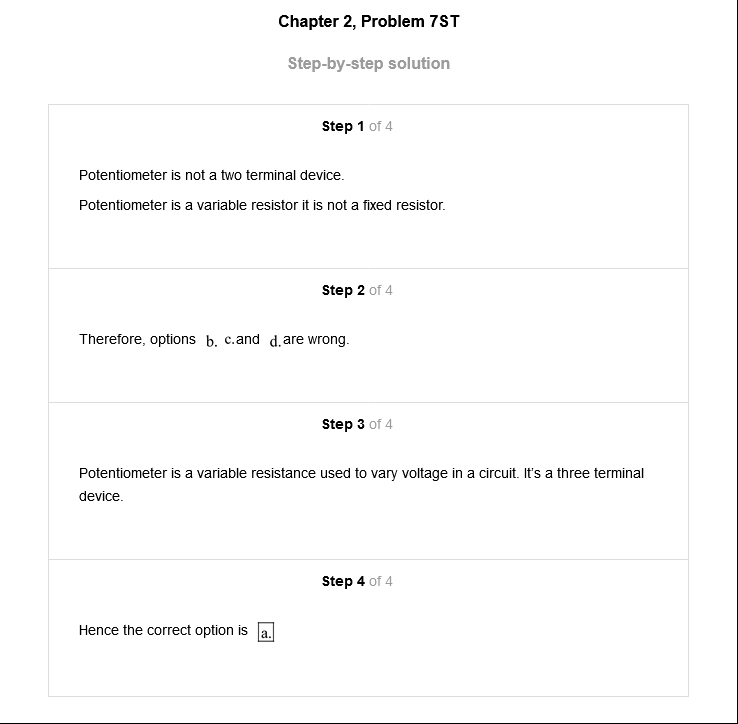 Chapter 2, Problem 7ST
Step-by-step solution
Step 1 of 4
Potentiometer is not a two terminal device.
Potentiometer is a variable resistor it is not a fixed resistor.
Step 2 of 4
Therefore, options b. c. and d. are wrong.
Step 3 of 4
Potentiometer is a variable resistance used to vary voltage in a circuit. It's a three terminal
device.
Step 4 of 4
Hence the correct option is a.